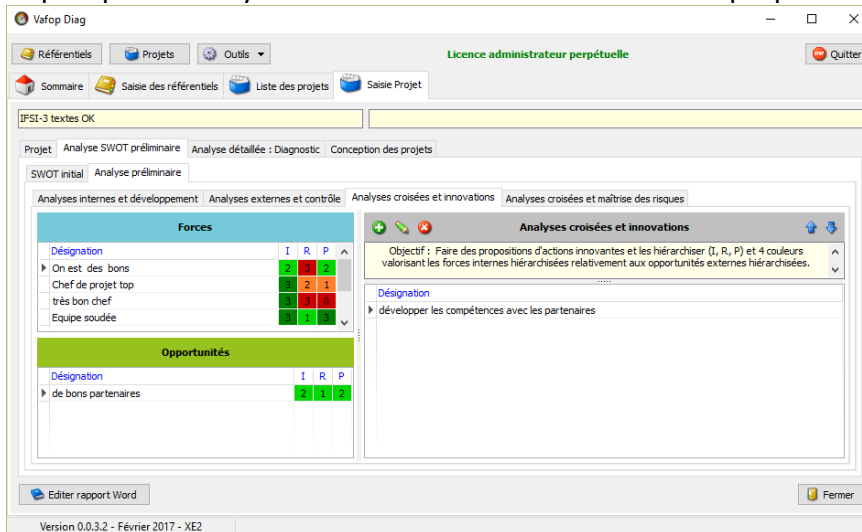 Vafop Diag
Référentiels Projets Outils Licence administrateur perpétuelle Quitter
Sommaire Saisie des référentiels Liste des projets Saisie Projet
IFSI-3 textes OK
Projet Analyse SWOT préliminaire Analyse détaillée : Diagnostic Conception des projets
SWOT initial Analyse préliminaire
Analyses internes et développement Analyses externes et contrôle Analyses croisées et innovations Analyses croisées et maîtrise des risques
Forces
Désignation I R P
On est des bons 2 3 2
Chef de projet top 3 2 1
très bon chef 3 3 0
Equipe soudée 3 1 3
Opportunités
Désignation I R P
de bons partenaires 2 1 2
Analyses croisées et innovations
Objectif : Faire des propositions d'actions innovantes et les hiérarchiser (I, R, P) et 4 couleurs
valorisant les forces internes hiérarchisées relativement aux opportunités externes hiérarchisées.
Désignation
développer les compétences avec les partenaires
Editer rapport Word Fermer
Version 0.0.3.2 - Février 2017 - XE2